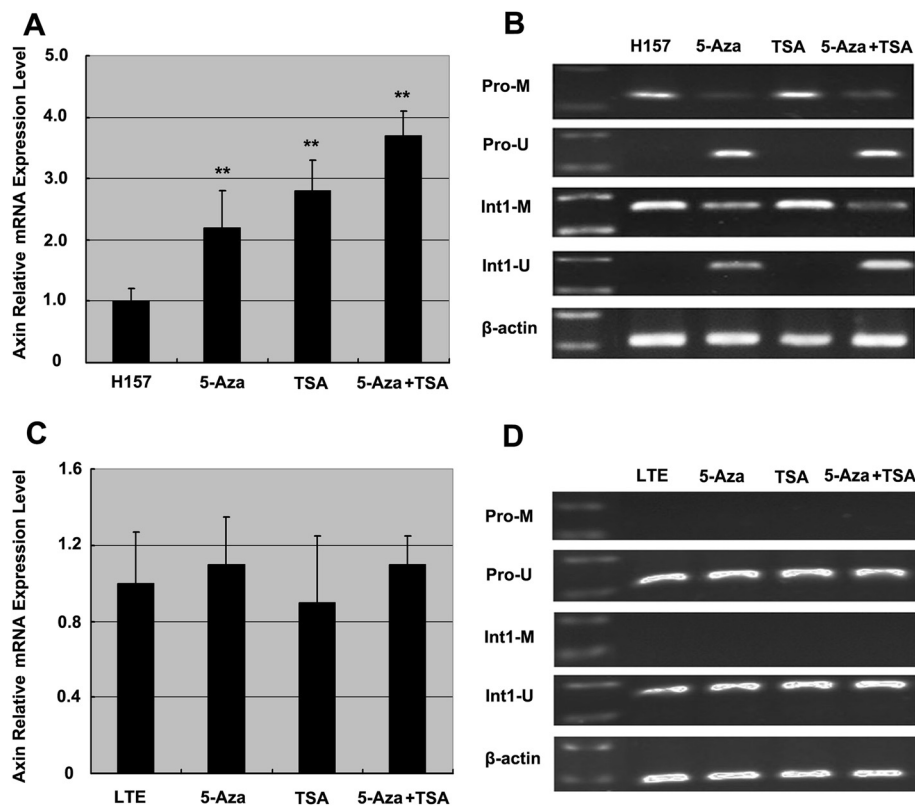 A
Axin Relative mRNA Expression Level
5.0
4.0
3.0
2.0
1.0
0
**
**
**
H157
5-Aza
TSA
5-Aza+TSA
B
H157 5-Aza TSA 5-Aza+TSA
Pro-M
Pro-U
Int1-M
Int1-U
β-actin
C
Axin Relative mRNA Expression Level
1.6
1.2
0.8
0.4
0
LTE
5-Aza
TSA
5-Aza+TSA
D
LTE 5-Aza TSA 5-Aza+TSA
Pro-M
Pro-U
Int1-M
Int1-U
β-actin